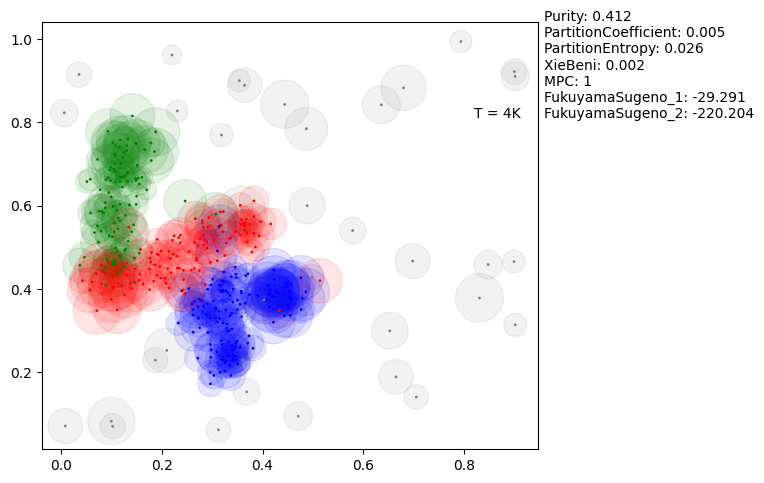 Purity: 0.412
PartitionCoefficient: 0.005
PartitionEntropy: 0.026
XieBeni: 0.002
MPC: 1
FukuyamaSugeno_1: -29.291
FukuyamaSugeno_2: -220.204
T = 4K
1.0
0.8
0.6
0.4
0.2
0.0 0.2 0.4 0.6 0.8